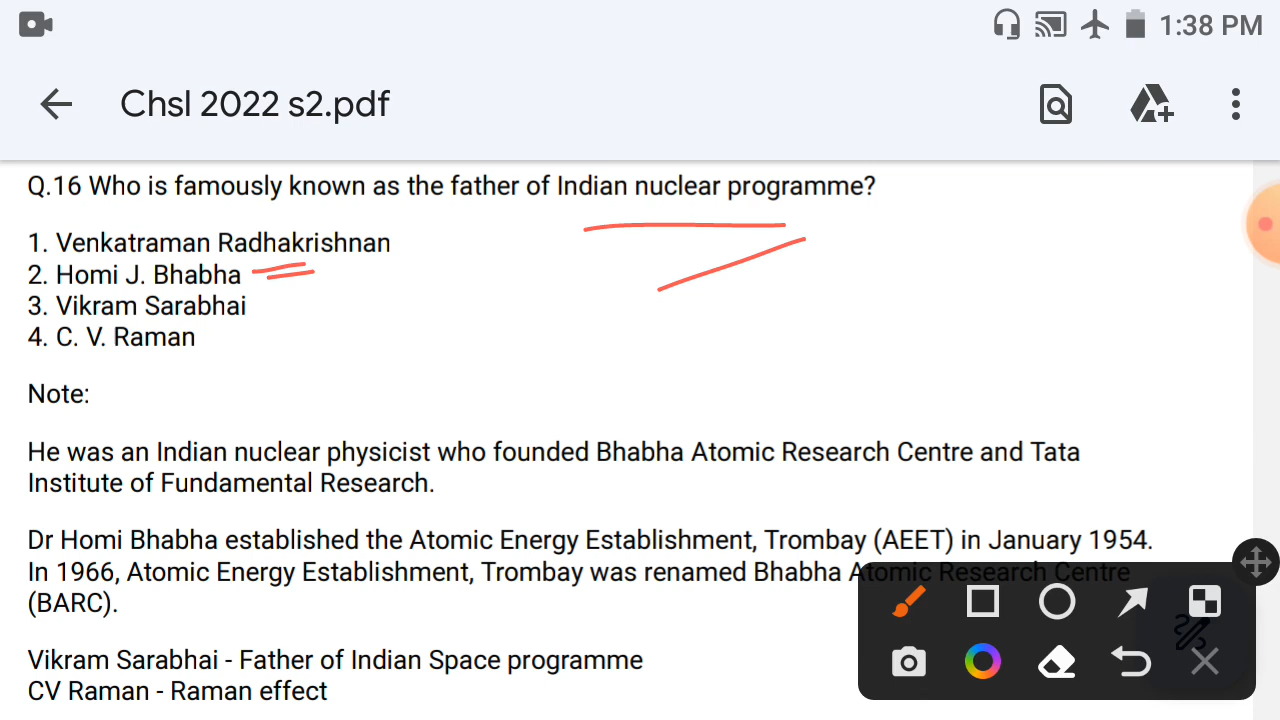 1:38 PM
Chsl 2022 s2.pdf
Q.16 Who is famously known as the father of Indian nuclear programme?
1. Venkatraman Radhakrishnan
2. Homi J. Bhabha
3. Vikram Sarabhai
4. C. V. Raman
Note:
He was an Indian nuclear physicist who founded Bhabha Atomic Research Centre and Tata
Institute of Fundamental Research.
Dr Homi Bhabha established the Atomic Energy Establishment, Trombay (AEET) in January 1954.
In 1966, Atomic Energy Establishment, Trombay was renamed Bhabha Atomic Research Centre
(BARC).
Vikram Sarabhai - Father of Indian Space programme
CV Raman - Raman effect